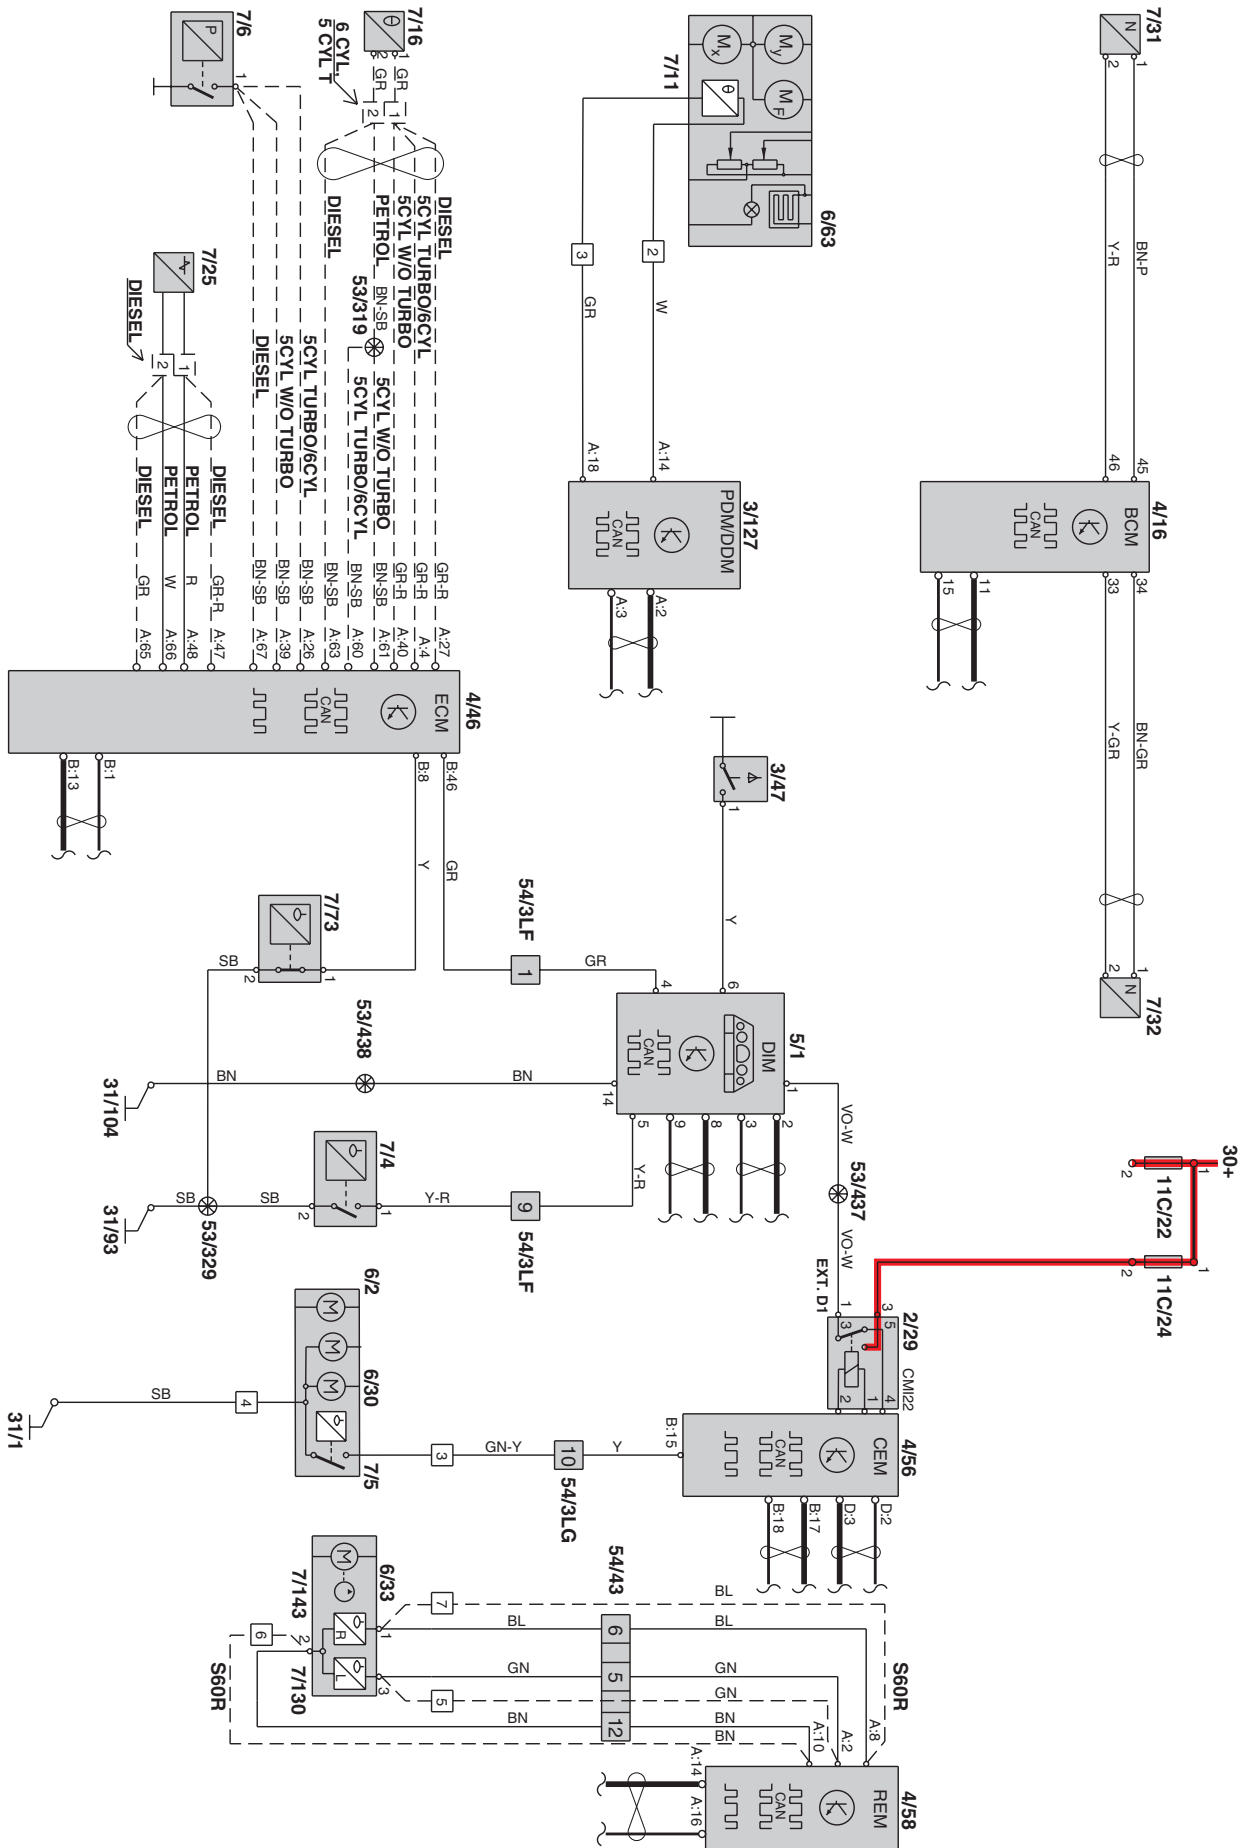 7/31
N
1
2
BN-P
Y-R
45
46
4/16
BCM
CAN
11
15
34
33
BN-GR
Y-GR
1
2
N
7/32
30+
1
2
11C/22
1
2
11C/24
6/63
My
Mx
MF
7/11
θ
2
3
W
GR
A:14
A:18
3/127
PDM/DDM
CAN
A:2
A:3
3/47
1
Y
6
4
5/1
DIM
CAN
1
2
3
8
9
5
14
VO-W
53/437
VO-W
EXT. D1
1
3
2/29
CMI22
5
3
4
1
2
4/56
CEM
CAN
D:2
D:3
B:17
B:18
B:15
Y
10
54/3LG
GN-Y
3
7/16
θ
1
2
GR
GR
6 CYL,
5 CYL T
1
2
DIESEL
5CYL TURBO/6CYL
5CYL W/O TURBO
PETROL
BN-SB
53/319
DIESEL
5CYL W/O TURBO
5CYL TURBO/6CYL
7/6
P
1
5CYL TURBO/6CYL
5CYL W/O TURBO
DIESEL
7/25
DIESEL
1
2
DIESEL
PETROL
PETROL
DIESEL
GR-R
GR-R
GR-R
BN-SB
BN-SB
BN-SB
BN-SB
BN-SB
BN-SB
GR-R
R
W
GR
A:27
A:4
A:40
A:61
A:60
A:63
A:26
A:39
A:67
A:47
A:48
A:66
A:65
4/46
ECM
CAN
B:46
B:8
B:1
B:13
GR
Y
54/3LF
1
GR
7/73
1
2
SB
53/438
BN
BN
31/104
7/4
1
2
Y-R
9
54/3LF
Y-R
SB
SB
53/329
31/93
6/2
M
M
M
6/30
7/5
4
SB
31/1
6/33
M
R
L
7/143
7/130
1
2
3
7
6
5
54/43
6
5
12
BL
BL
BL
GN
GN
GN
BN
BN
BN
S60R
S60R
A:8
A:2
A:10
4/58
REM
CAN
A:14
A:16